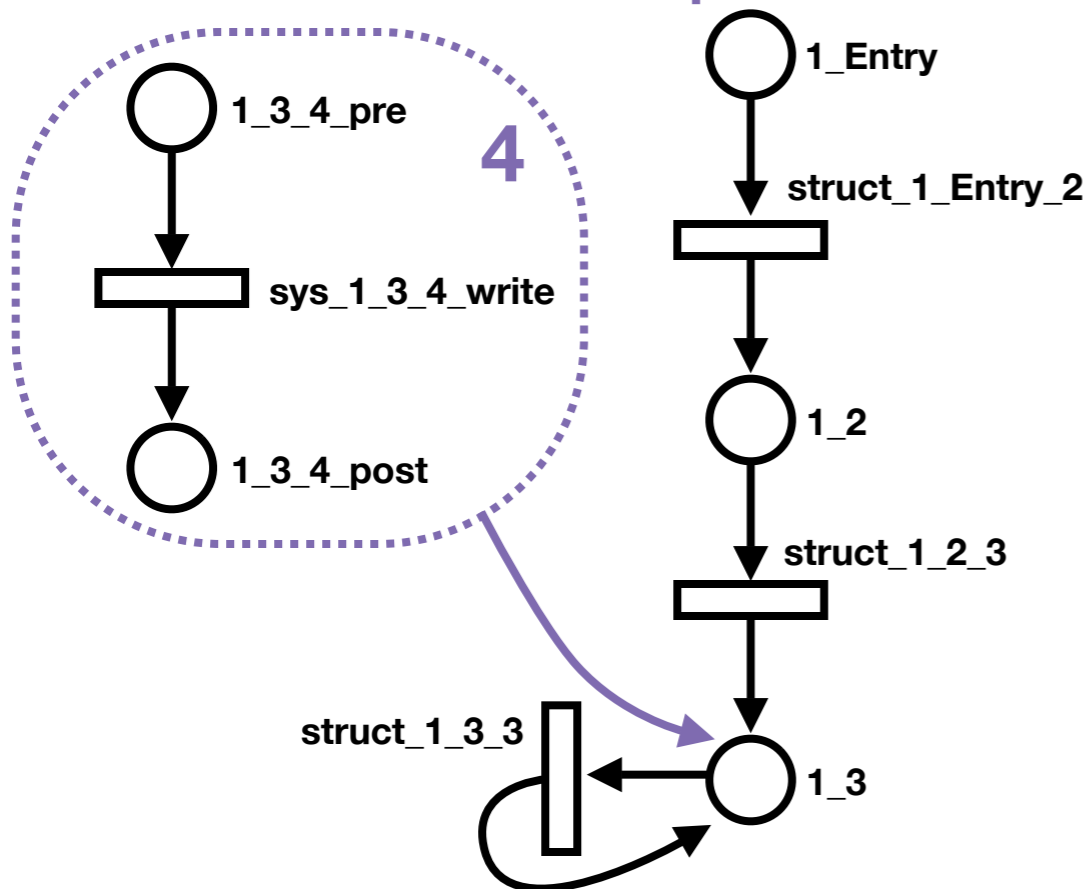 1_Entry
1_3_4_pre
4
struct_1_Entry_2
sys_1_3_4_write
1_2
1_3_4_post
struct_1_2_3
struct_1_3_3
1_3